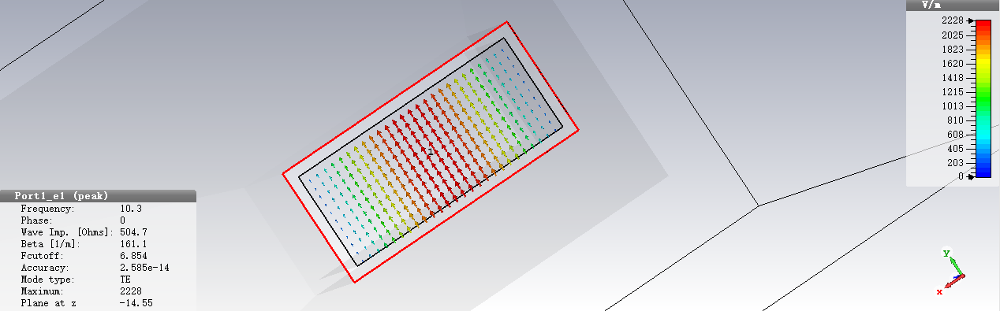 V/m
2228
2025
1823
1620
1418
1215
1013
810
608
405
203
0
1
Port1_e1 (peak)
Frequency: 10.3
Phase: 0
Wave Imp. [Ohms]: 504.7
Beta [1/m]: 161.1
Fcutoff: 6.854
Accuracy: 2.585e-14
Mode type: TE
Maximum: 2228
Plane at z -14.55
y
x